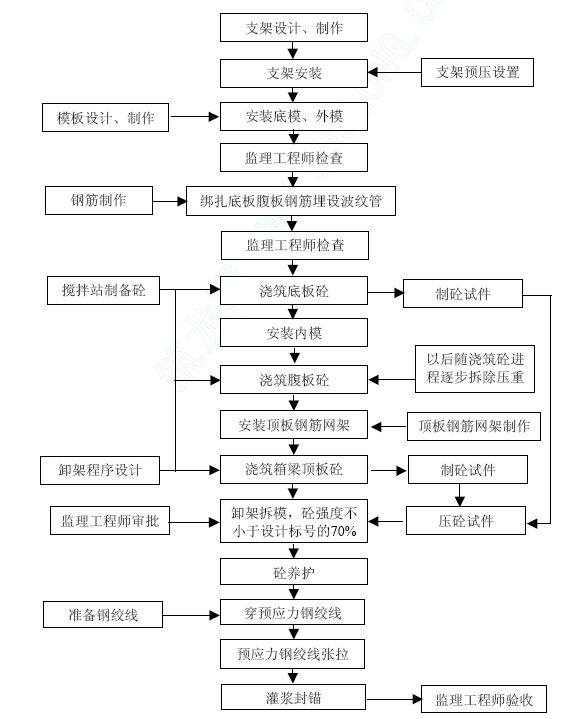 支架设计、制作
支架安装
支架预压设置
模板设计、制作
安装底模、外模
监理工程师检查
钢筋制作
绑扎底板腹板钢筋埋设波纹管
监理工程师检查
搅拌站制备砼
浇筑底板砼
制砼试件
安装内模
浇筑腹板砼
以后随浇筑砼进
程逐步拆除压重
安装顶板钢筋网架
顶板钢筋网架制作
卸架程序设计
浇筑箱梁顶板砼
制砼试件
监理工程师审批
卸架拆模，砼强度不
小于设计标号的70%
压砼试件
砼养护
准备钢绞线
穿预应力钢绞线
预应力钢绞线张拉
灌浆封锚
监理工程师验收